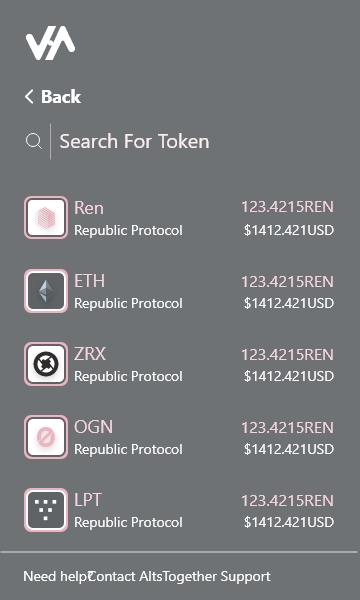 Back
Search For Token
Ren 123.4215REN
Republic Protocol $1412.421USD
ETH 123.4215REN
Republic Protocol $1412.421USD
ZRX 123.4215REN
Republic Protocol $1412.421USD
OGN 123.4215REN
Republic Protocol $1412.421USD
LPT 123.4215REN
Republic Protocol $1412.421USD
Need help?Contact AltsTogether Support